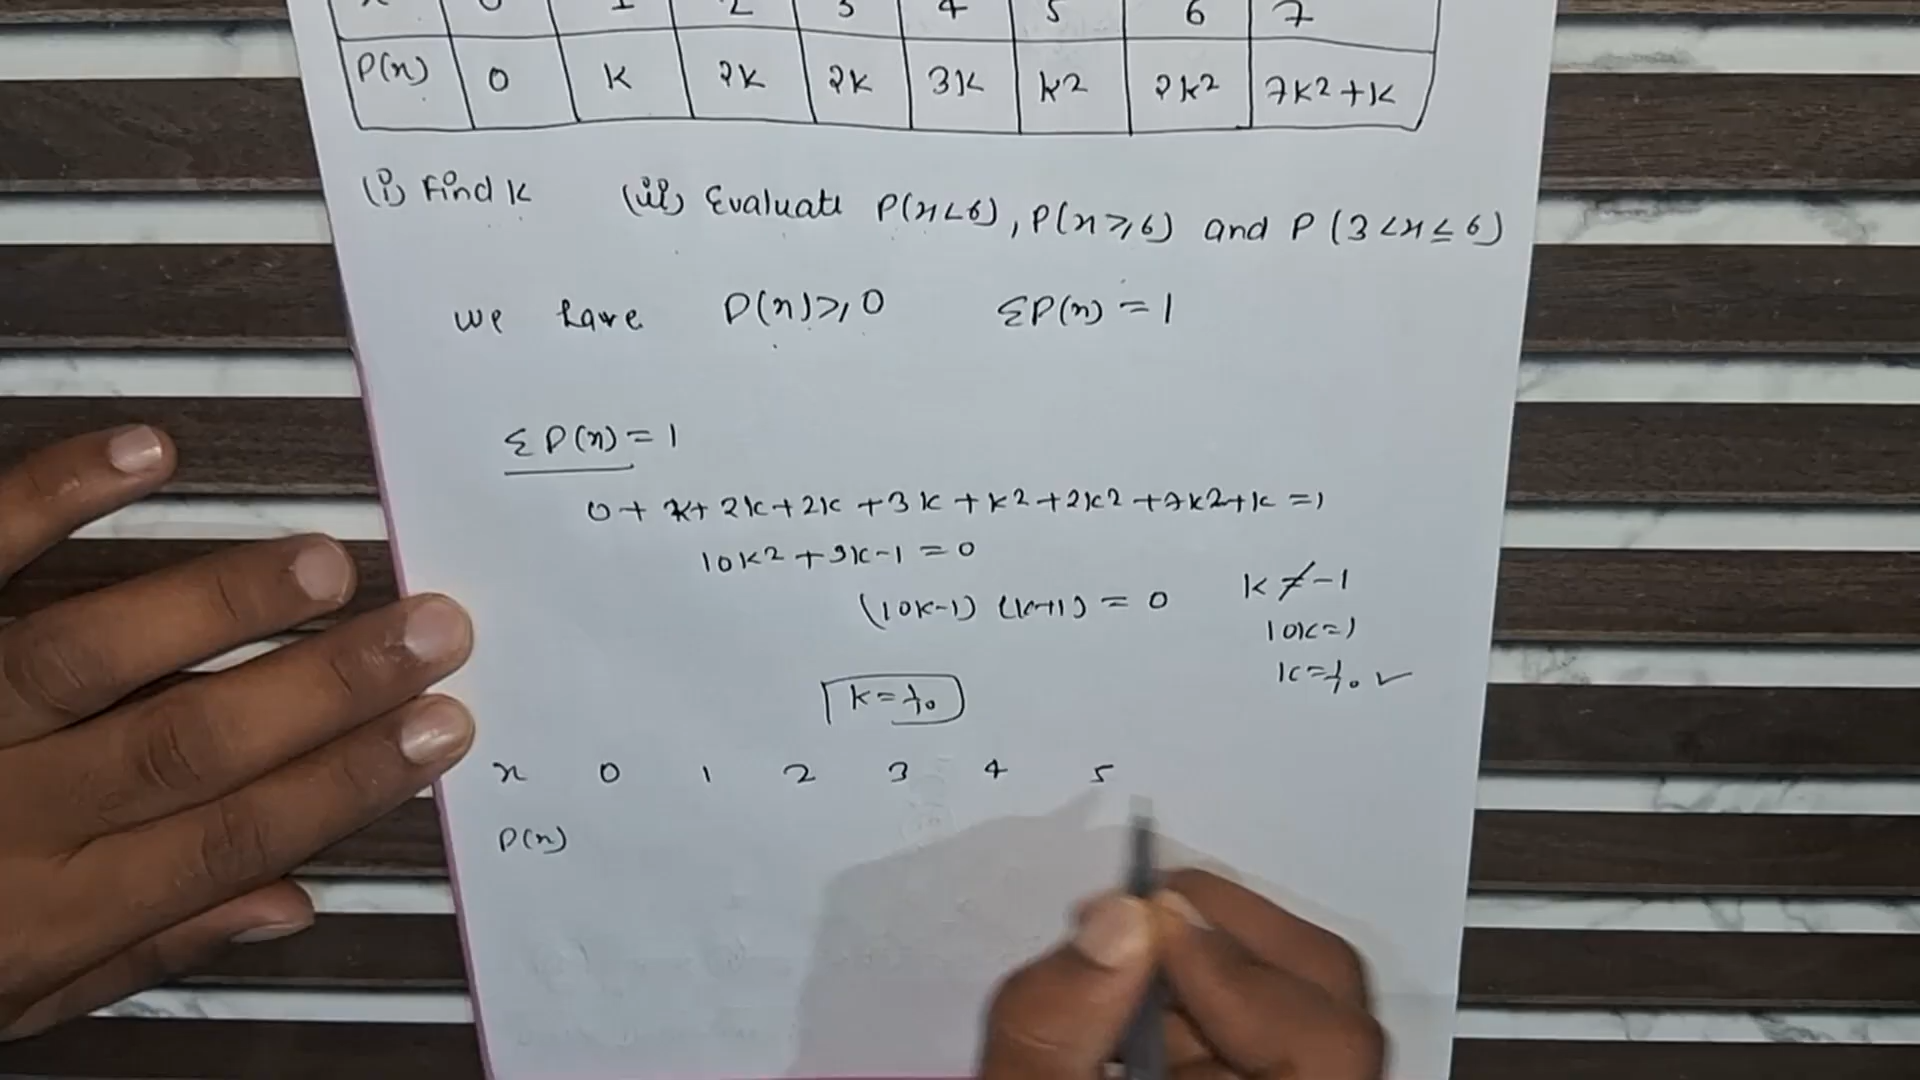 x 0 1 2 3 4 5 6 7
P(x) 0 k 2k 2k 3k k2 2k2 7k2+k
(i) Find k (ii) Evaluate P(x<6), P(x≥6) and P(3<x≤6)
we have P(x)≥0 ΣP(x)=1
ΣP(x)=1
0+k+2k+2k+3k+k2+2k2+7k2+k=1
10k2+9k-1=0
(10k-1)(k+1)=0 k≠-1
10k=1
k=1/10 ✓
k=1/10
x 0 1 2 3 4 5
P(x)